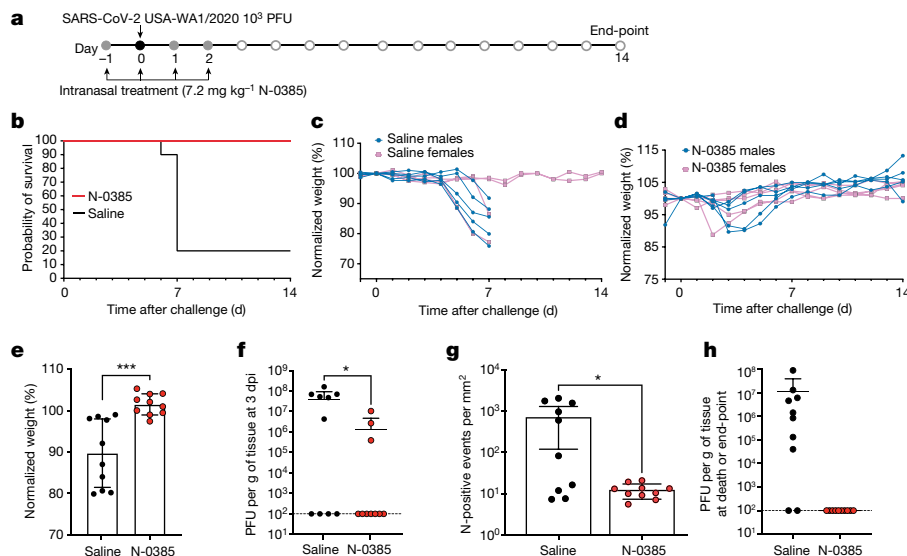 a
SARS-CoV-2 USA-WA1/2020 10³ PFU
End-point
Day
–1 0 1 2 14
Intranasal treatment (7.2 mg kg⁻¹ N-0385)
b
Probability of survival
100
90
80
70
60
50
40
30
20
10
0
N-0385
Saline
0 7 14
Time after challenge (d)
c
Normalized weight (%)
110
100
90
80
70
Saline males
Saline females
0 7 14
Time after challenge (d)
d
Normalized weight (%)
115
105
95
85
75
N-0385 males
N-0385 females
0 7 14
Time after challenge (d)
e
Normalized weight (%)
110
100
90
80
70
***
Saline N-0385
f
PFU per g of tissue at 3 dpi
10⁹
10⁸
10⁷
10⁶
10⁵
10⁴
10³
10²
*
Saline N-0385
g
N-positive events per mm²
10³
10²
10¹
10⁰
*
Saline N-0385
h
PFU per g of tissue
at death or end-point
10⁸
10⁷
10⁶
10⁵
10⁴
10³
10²
Saline N-0385